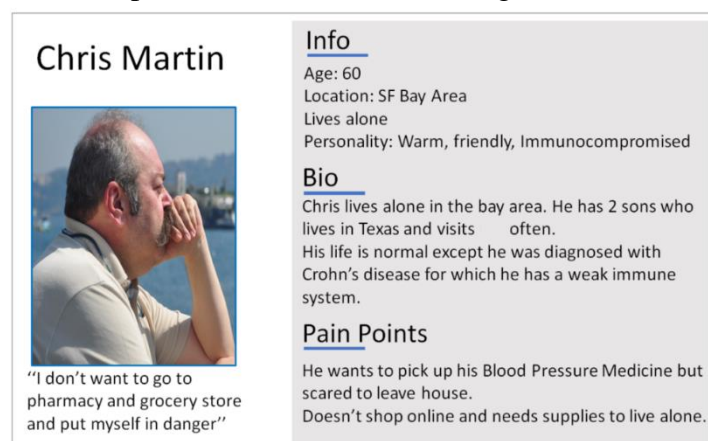 Chris Martin
‘‘I don’t want to go to
pharmacy and grocery store
and put myself in danger’’
Info
Age: 60
Location: SF Bay Area
Lives alone
Personality: Warm, friendly, Immunocompromised
Bio
Chris lives alone in the bay area. He has 2 sons who
lives in Texas and visits often.
His life is normal except he was diagnosed with
Crohn’s disease for which he has a weak immune
system.
Pain Points
He wants to pick up his Blood Pressure Medicine but
scared to leave house.
Doesn’t shop online and needs supplies to live alone.